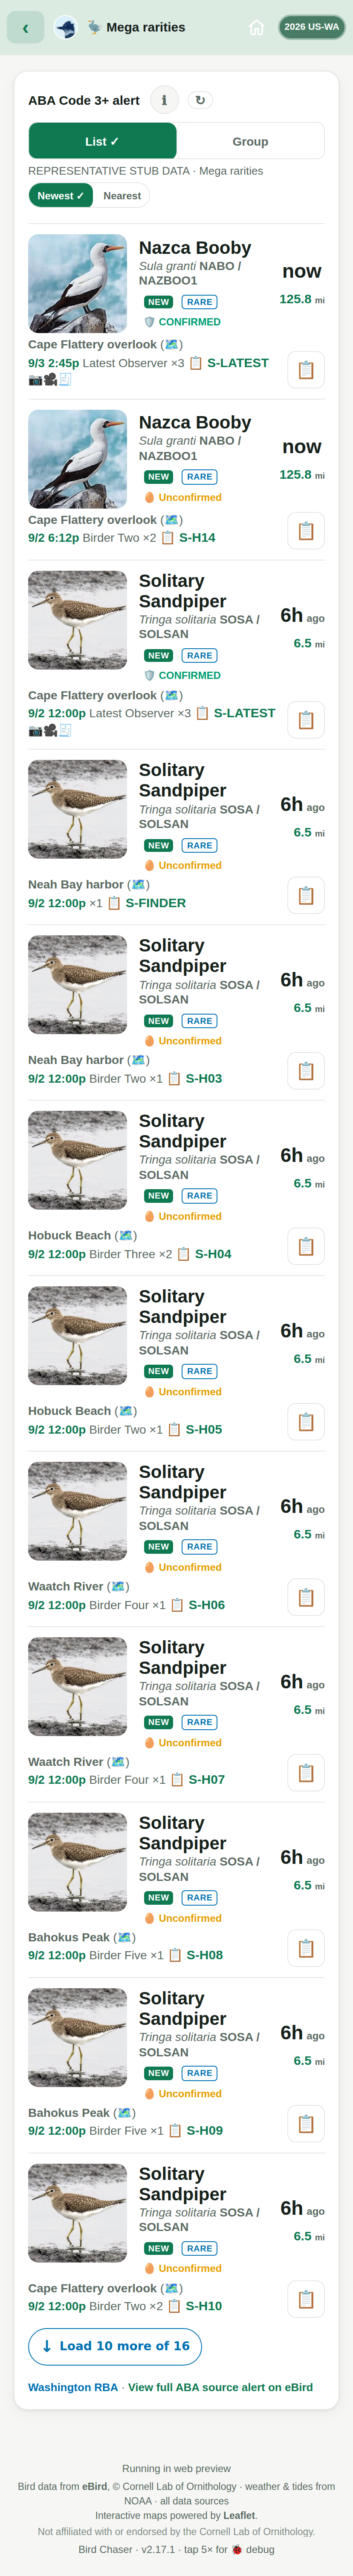 ‹ 🦤 Mega rarities 2026 US-WA
ABA Code 3+ alert ℹ ↻
List ✓ Group
REPRESENTATIVE STUB DATA · Mega rarities
Newest ✓ Nearest
Nazca Booby
Sula granti NABO /
NAZBOO1
NEW RARE
🛡️ CONFIRMED
now
125.8 mi
Cape Flattery overlook (🗺️)
9/3 2:45p Latest Observer ×3 📋 S-LATEST
📷🎥🧾
📋
Nazca Booby
Sula granti NABO /
NAZBOO1
NEW RARE
🥚 Unconfirmed
now
125.8 mi
Cape Flattery overlook (🗺️)
9/2 6:12p Birder Two ×2 📋 S-H14
📋
Solitary
Sandpiper
Tringa solitaria SOSA /
SOLSAN
NEW RARE
🛡️ CONFIRMED
6h ago
6.5 mi
Cape Flattery overlook (🗺️)
9/2 12:00p Latest Observer ×3 📋 S-LATEST
📷🎥🧾
📋
Solitary
Sandpiper
Tringa solitaria SOSA /
SOLSAN
NEW RARE
🥚 Unconfirmed
6h ago
6.5 mi
Neah Bay harbor (🗺️)
9/2 12:00p ×1 📋 S-FINDER
📋
Solitary
Sandpiper
Tringa solitaria SOSA /
SOLSAN
NEW RARE
🥚 Unconfirmed
6h ago
6.5 mi
Neah Bay harbor (🗺️)
9/2 12:00p Birder Two ×1 📋 S-H03
📋
Solitary
Sandpiper
Tringa solitaria SOSA /
SOLSAN
NEW RARE
🥚 Unconfirmed
6h ago
6.5 mi
Hobuck Beach (🗺️)
9/2 12:00p Birder Three ×2 📋 S-H04
📋
Solitary
Sandpiper
Tringa solitaria SOSA /
SOLSAN
NEW RARE
🥚 Unconfirmed
6h ago
6.5 mi
Hobuck Beach (🗺️)
9/2 12:00p Birder Two ×1 📋 S-H05
📋
Solitary
Sandpiper
Tringa solitaria SOSA /
SOLSAN
NEW RARE
🥚 Unconfirmed
6h ago
6.5 mi
Waatch River (🗺️)
9/2 12:00p Birder Four ×1 📋 S-H06
📋
Solitary
Sandpiper
Tringa solitaria SOSA /
SOLSAN
NEW RARE
🥚 Unconfirmed
6h ago
6.5 mi
Waatch River (🗺️)
9/2 12:00p Birder Four ×1 📋 S-H07
📋
Solitary
Sandpiper
Tringa solitaria SOSA /
SOLSAN
NEW RARE
🥚 Unconfirmed
6h ago
6.5 mi
Bahokus Peak (🗺️)
9/2 12:00p Birder Five ×1 📋 S-H08
📋
Solitary
Sandpiper
Tringa solitaria SOSA /
SOLSAN
NEW RARE
🥚 Unconfirmed
6h ago
6.5 mi
Bahokus Peak (🗺️)
9/2 12:00p Birder Five ×1 📋 S-H09
📋
Solitary
Sandpiper
Tringa solitaria SOSA /
SOLSAN
NEW RARE
🥚 Unconfirmed
6h ago
6.5 mi
Cape Flattery overlook (🗺️)
9/2 12:00p Birder Two ×2 📋 S-H10
📋
↓ Load 10 more of 16
Washington RBA · View full ABA source alert on eBird
Running in web preview
Bird data from eBird, © Cornell Lab of Ornithology · weather & tides from
NOAA · all data sources
Interactive maps powered by Leaflet.
Not affiliated with or endorsed by the Cornell Lab of Ornithology.
Bird Chaser · v2.17.1 · tap 5× for 🐞 debug